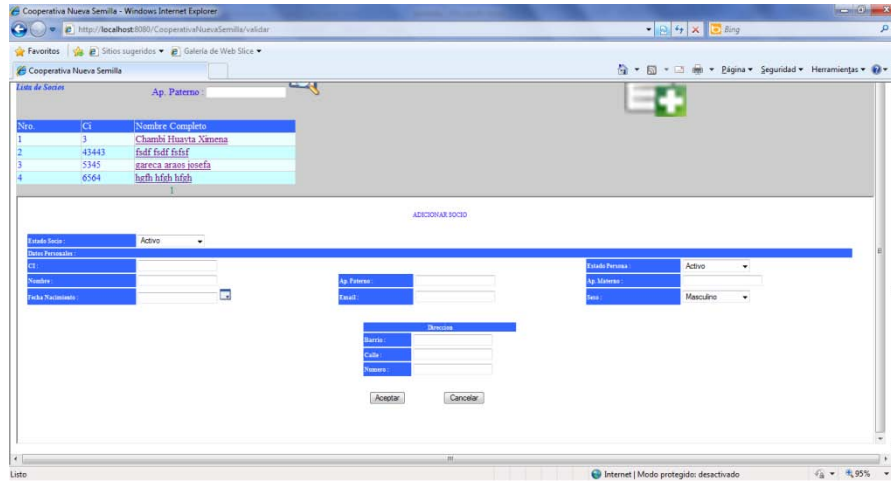 Cooperativa Nueva Semilla - Windows Internet Explorer
http://localhost:8080/CooperativaNuevaSemilla/validar
Bing
Favoritos Sitios sugeridos Galería de Web Slice
Cooperativa Nueva Semilla
Página Seguridad Herramientas
Lista de Socios
Ap. Paterno :
Nro. Ci Nombre Completo
1 3 Chambi Huayta Ximena
2 43443 fsdf fsdf fsfsf
3 5345 gareca araos josefa
4 6564 hgfh hfgh hfgh
1
ADICIONAR SOCIO
Estado Socio : Activo
Datos Personales :
CI : Estado Persona : Activo
Nombre : Ap. Paterno : Ap. Materno :
Fecha Nacimiento : Email : Sexo : Masculino
Direccion
Barrio :
Calle :
Numero :
Aceptar Cancelar
Listo Internet | Modo protegido: desactivado 95%